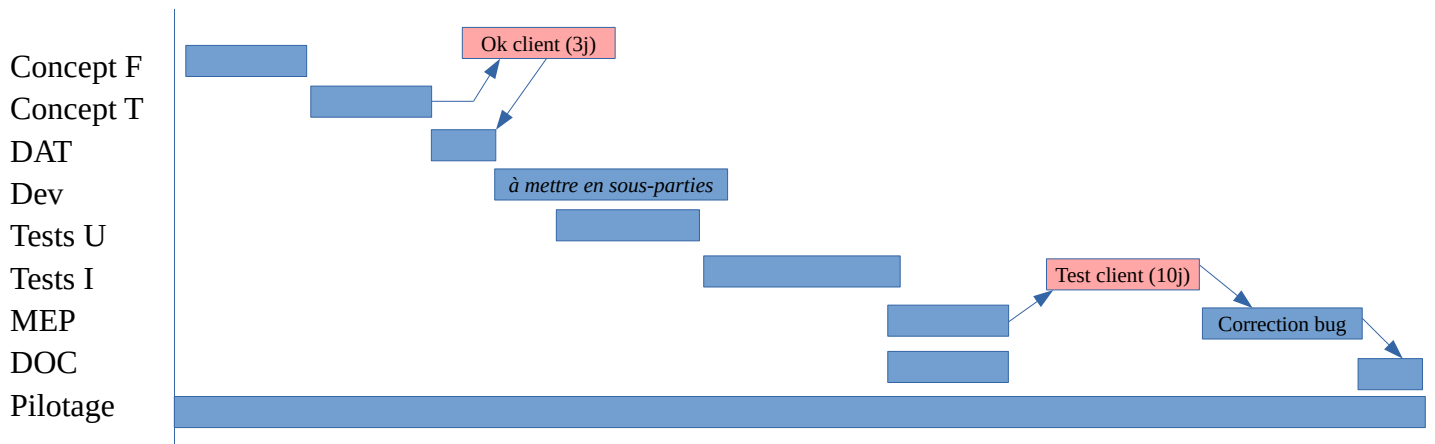 Ok client (3j)
Concept F
Concept T
DAT
Dev
à mettre en sous-parties
Tests U
Tests I
Test client (10j)
MEP
Correction bug
DOC
Pilotage